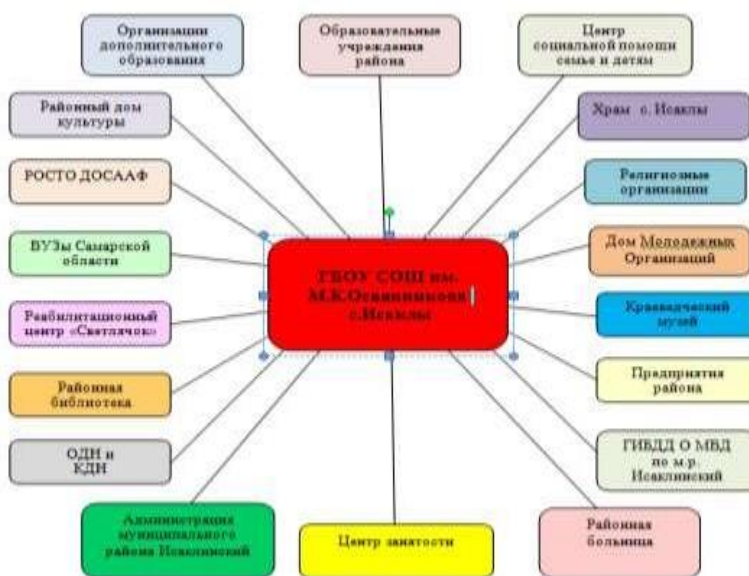 Организации
дополнительного
образования
Образовательные
учреждения
района
Центр
социальной помощи
семье и детям
Районный дом
культуры
Храм с. Исаклы
РОСТО ДОСААФ
Религиозные
организации
ВУЗы Самарской
области
ГБОУ СОШ им.
М.К.Овсянникова
с.Исаклы
Дом Молодежных
Организаций
Реабилитационный
центр «Светлячок»
Краеведческий
музей
Районная
библиотека
Предприятия
района
ОДН и
КДН
ГИБДД О МВД
по м.р.
Исаклинский
Администрация
муниципального
района Исаклинский
Центр занятости
Районная
больница